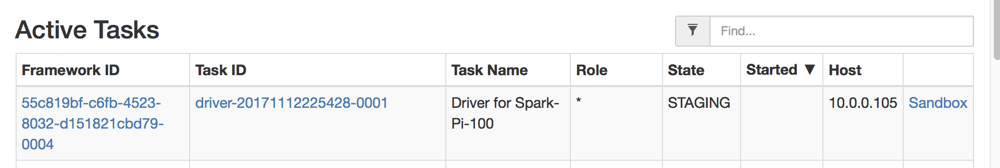 Active Tasks
Find...
Framework ID Task ID Task Name Role State Started ▼ Host
55c819bf-c6fb-4523- driver-20171112225428-0001 Driver for Spark- * STAGING 10.0.0.105 Sandbox
8032-d151821cbd79- Pi-100
0004